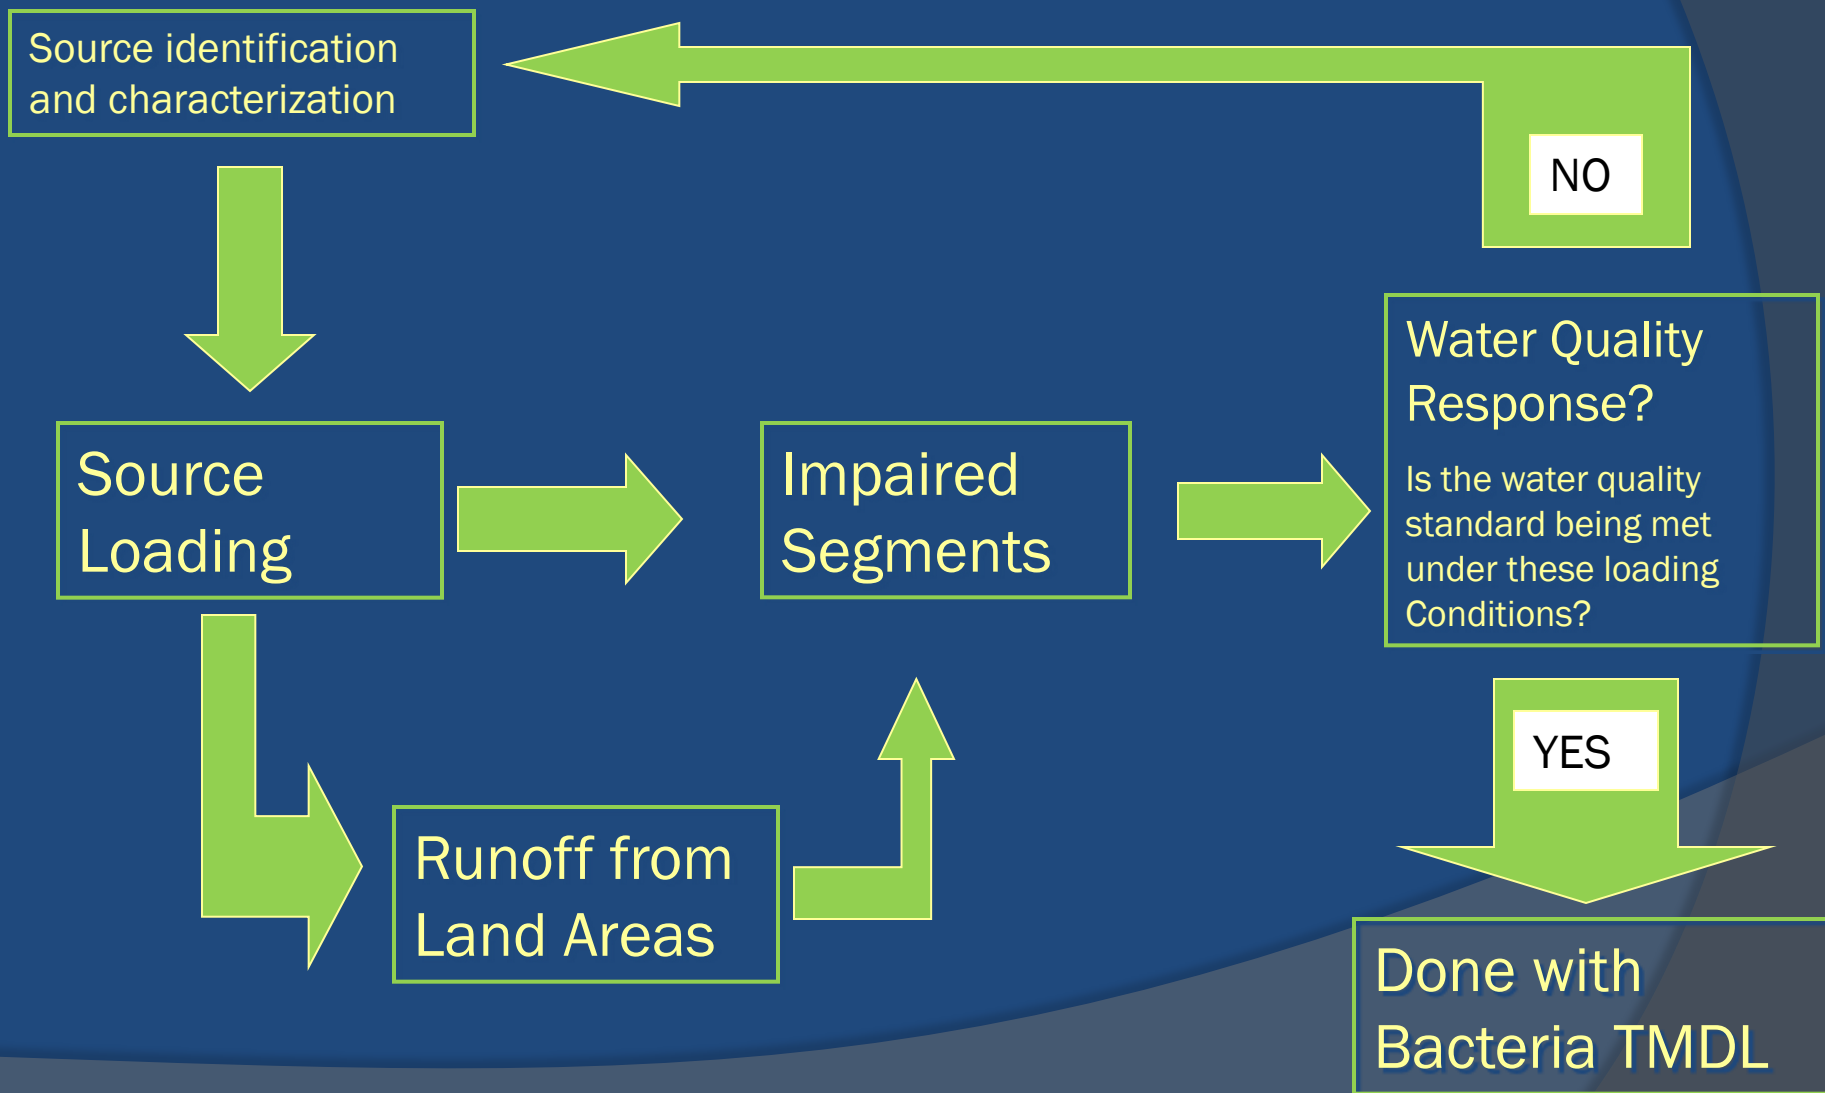 Source identification
and characterization
NO
Water Quality
Response?
Is the water quality
standard being met
under these loading
Conditions?
Source
Loading
Impaired
Segments
YES
Runoff from
Land Areas
Done with
Bacteria TMDL